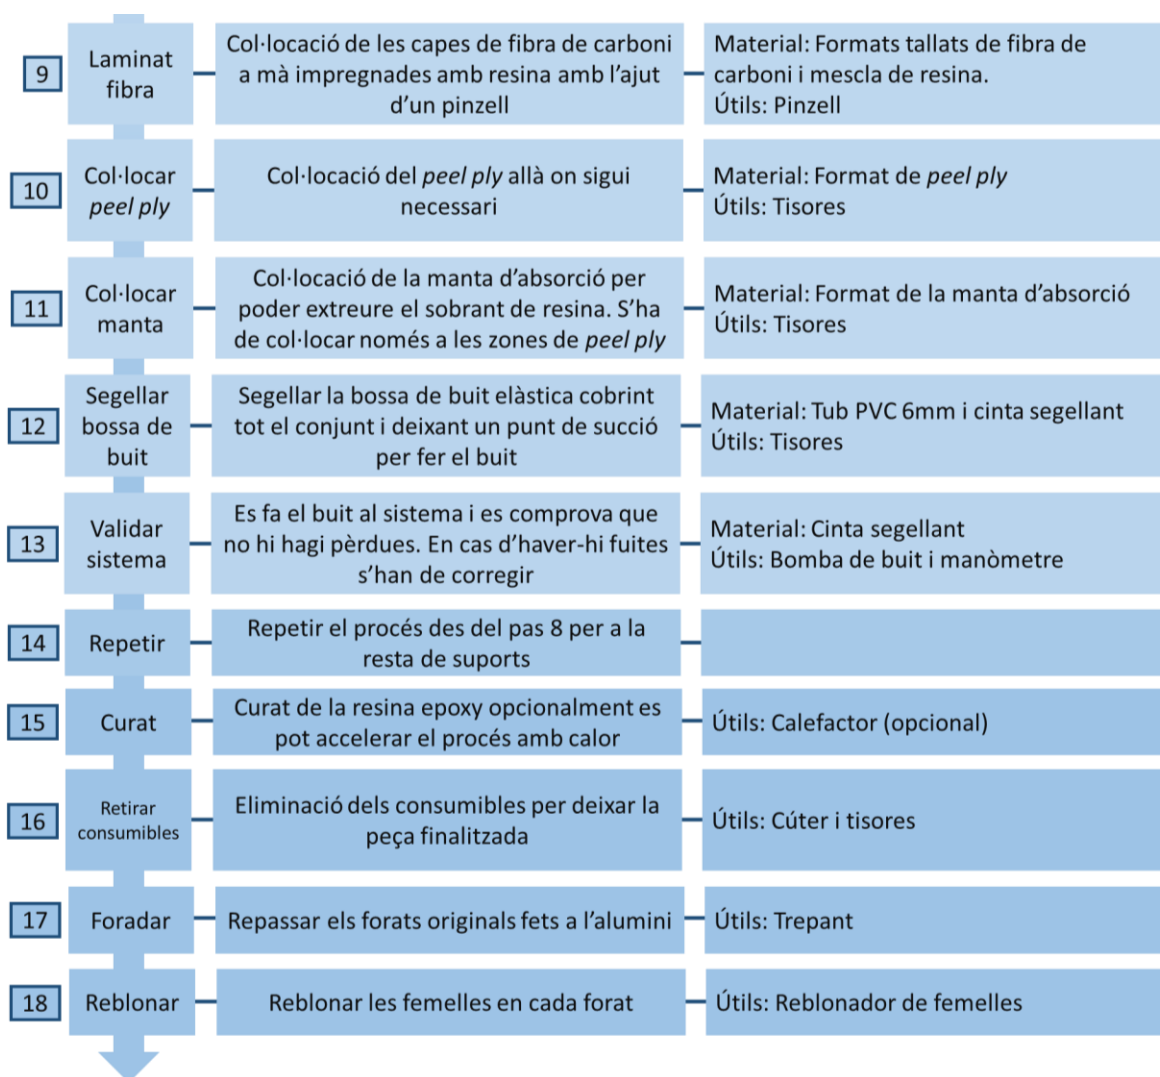 9
Laminat
fibra
Col·locació de les capes de fibra de carboni
a mà impregnades amb resina amb l'ajut
d'un pinzell
Material: Formats tallats de fibra de
carboni i mescla de resina.
Útils: Pinzell
10
Col·locar
peel ply
Col·locació del peel ply allà on sigui
necessari
Material: Format de peel ply
Útils: Tisores
11
Col·locar
manta
Col·locació de la manta d'absorció per
poder extreure el sobrant de resina. S'ha
de col·locar només a les zones de peel ply
Material: Format de la manta d'absorció
Útils: Tisores
12
Segellar
bossa de
buit
Segellar la bossa de buit elàstica cobrint
tot el conjunt i deixant un punt de succió
per fer el buit
Material: Tub PVC 6mm i cinta segellant
Útils: Tisores
13
Validar
sistema
Es fa el buit al sistema i es comprova que
no hi hagi pèrdues. En cas d'haver-hi fuites
s'han de corregir
Material: Cinta segellant
Útils: Bomba de buit i manòmetre
14
Repetir
Repetir el procés des del pas 8 per a la
resta de suports
15
Curat
Curat de la resina epoxy opcionalment es
pot accelerar el procés amb calor
Útils: Calefactor (opcional)
16
Retirar
consumibles
Eliminació dels consumibles per deixar la
peça finalitzada
Útils: Cúter i tisores
17
Foradar
Repassar els forats originals fets a l'alumini
Útils: Trepant
18
Reblonar
Reblonar les femelles en cada forat
Útils: Reblonador de femelles